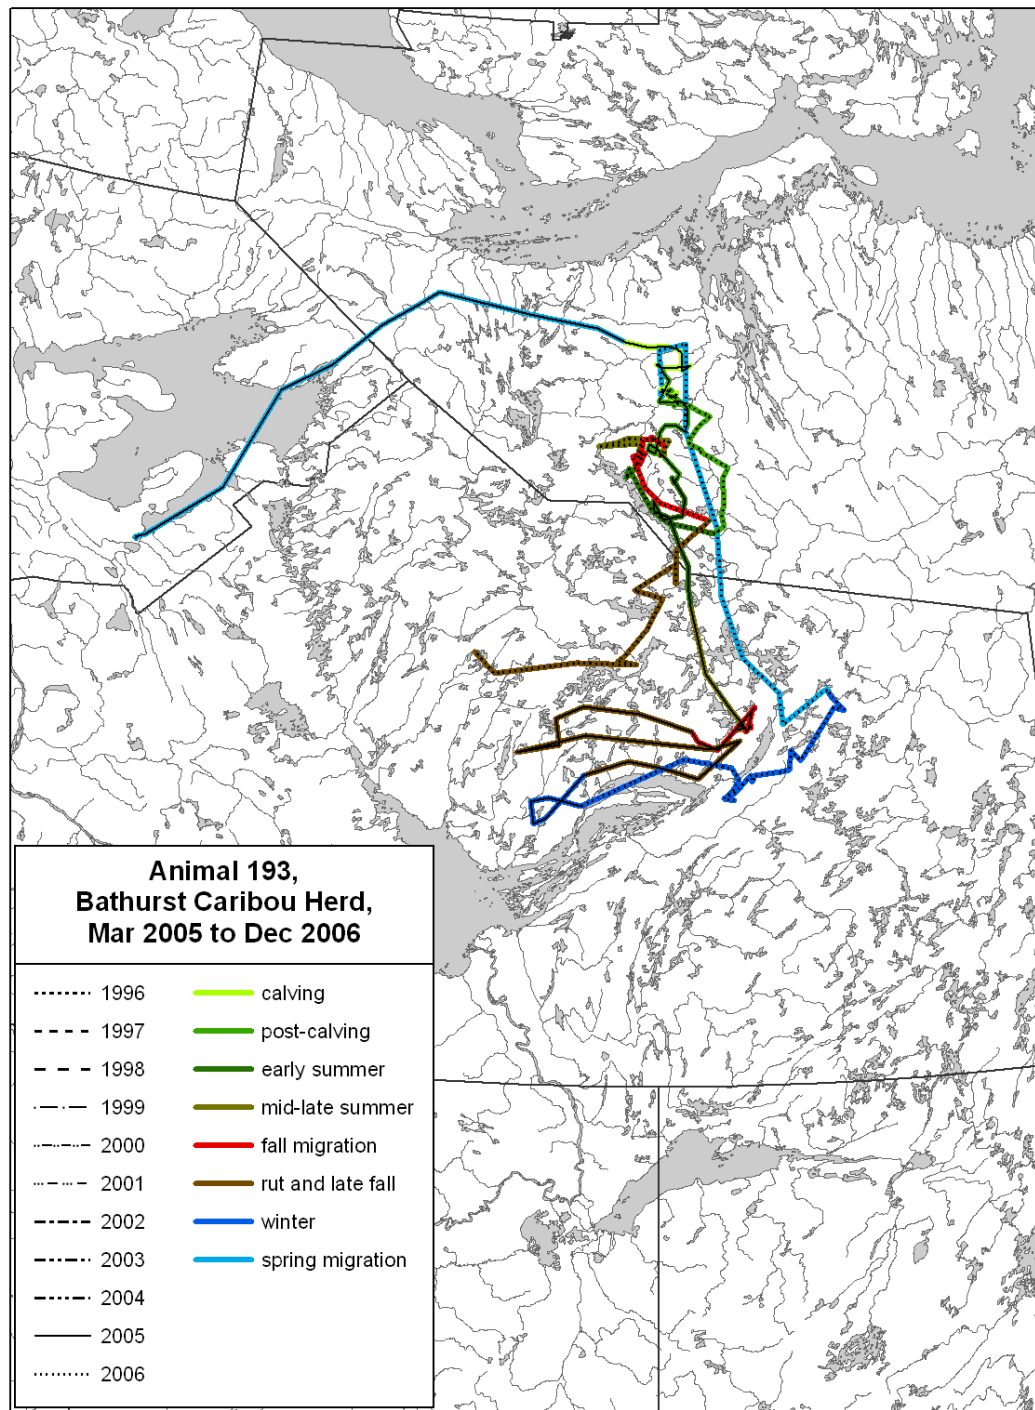 Animal 193,
Bathurst Caribou Herd,
Mar 2005 to Dec 2006
1996
1997
1998
1999
2000
2001
2002
2003
2004
2005
2006
calving
post-calving
early summer
mid-late summer
fall migration
rut and late fall
winter
spring migration